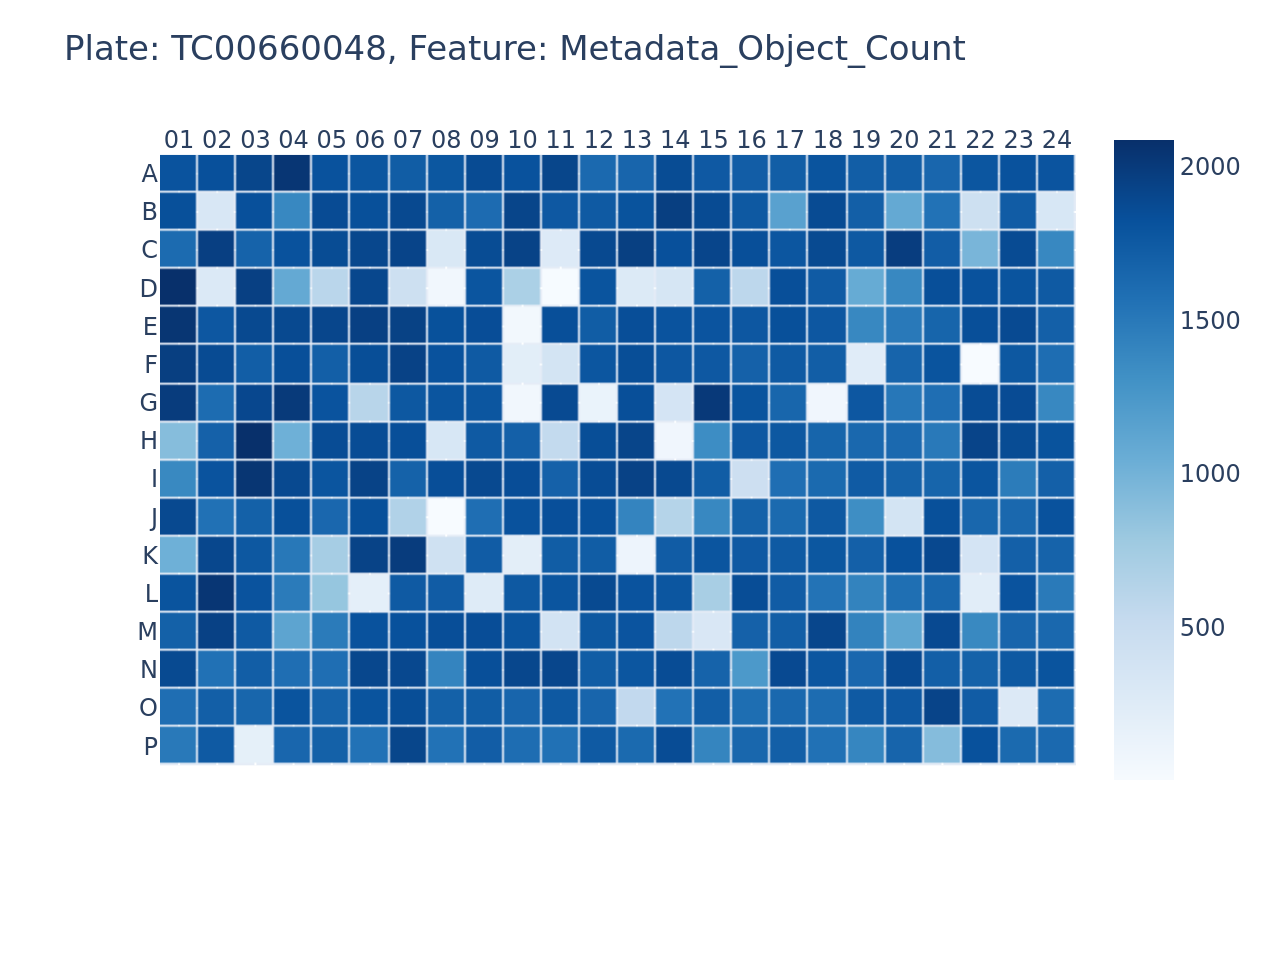 Plate: TC00660048, Feature: Metadata_Object_Count
01 02 03 04 05 06 07 08 09 10 11 12 13 14 15 16 17 18 19 20 21 22 23 24
A
B
C
D
E
F
G
H
I
J
K
L
M
N
O
P
2000
1500
1000
500